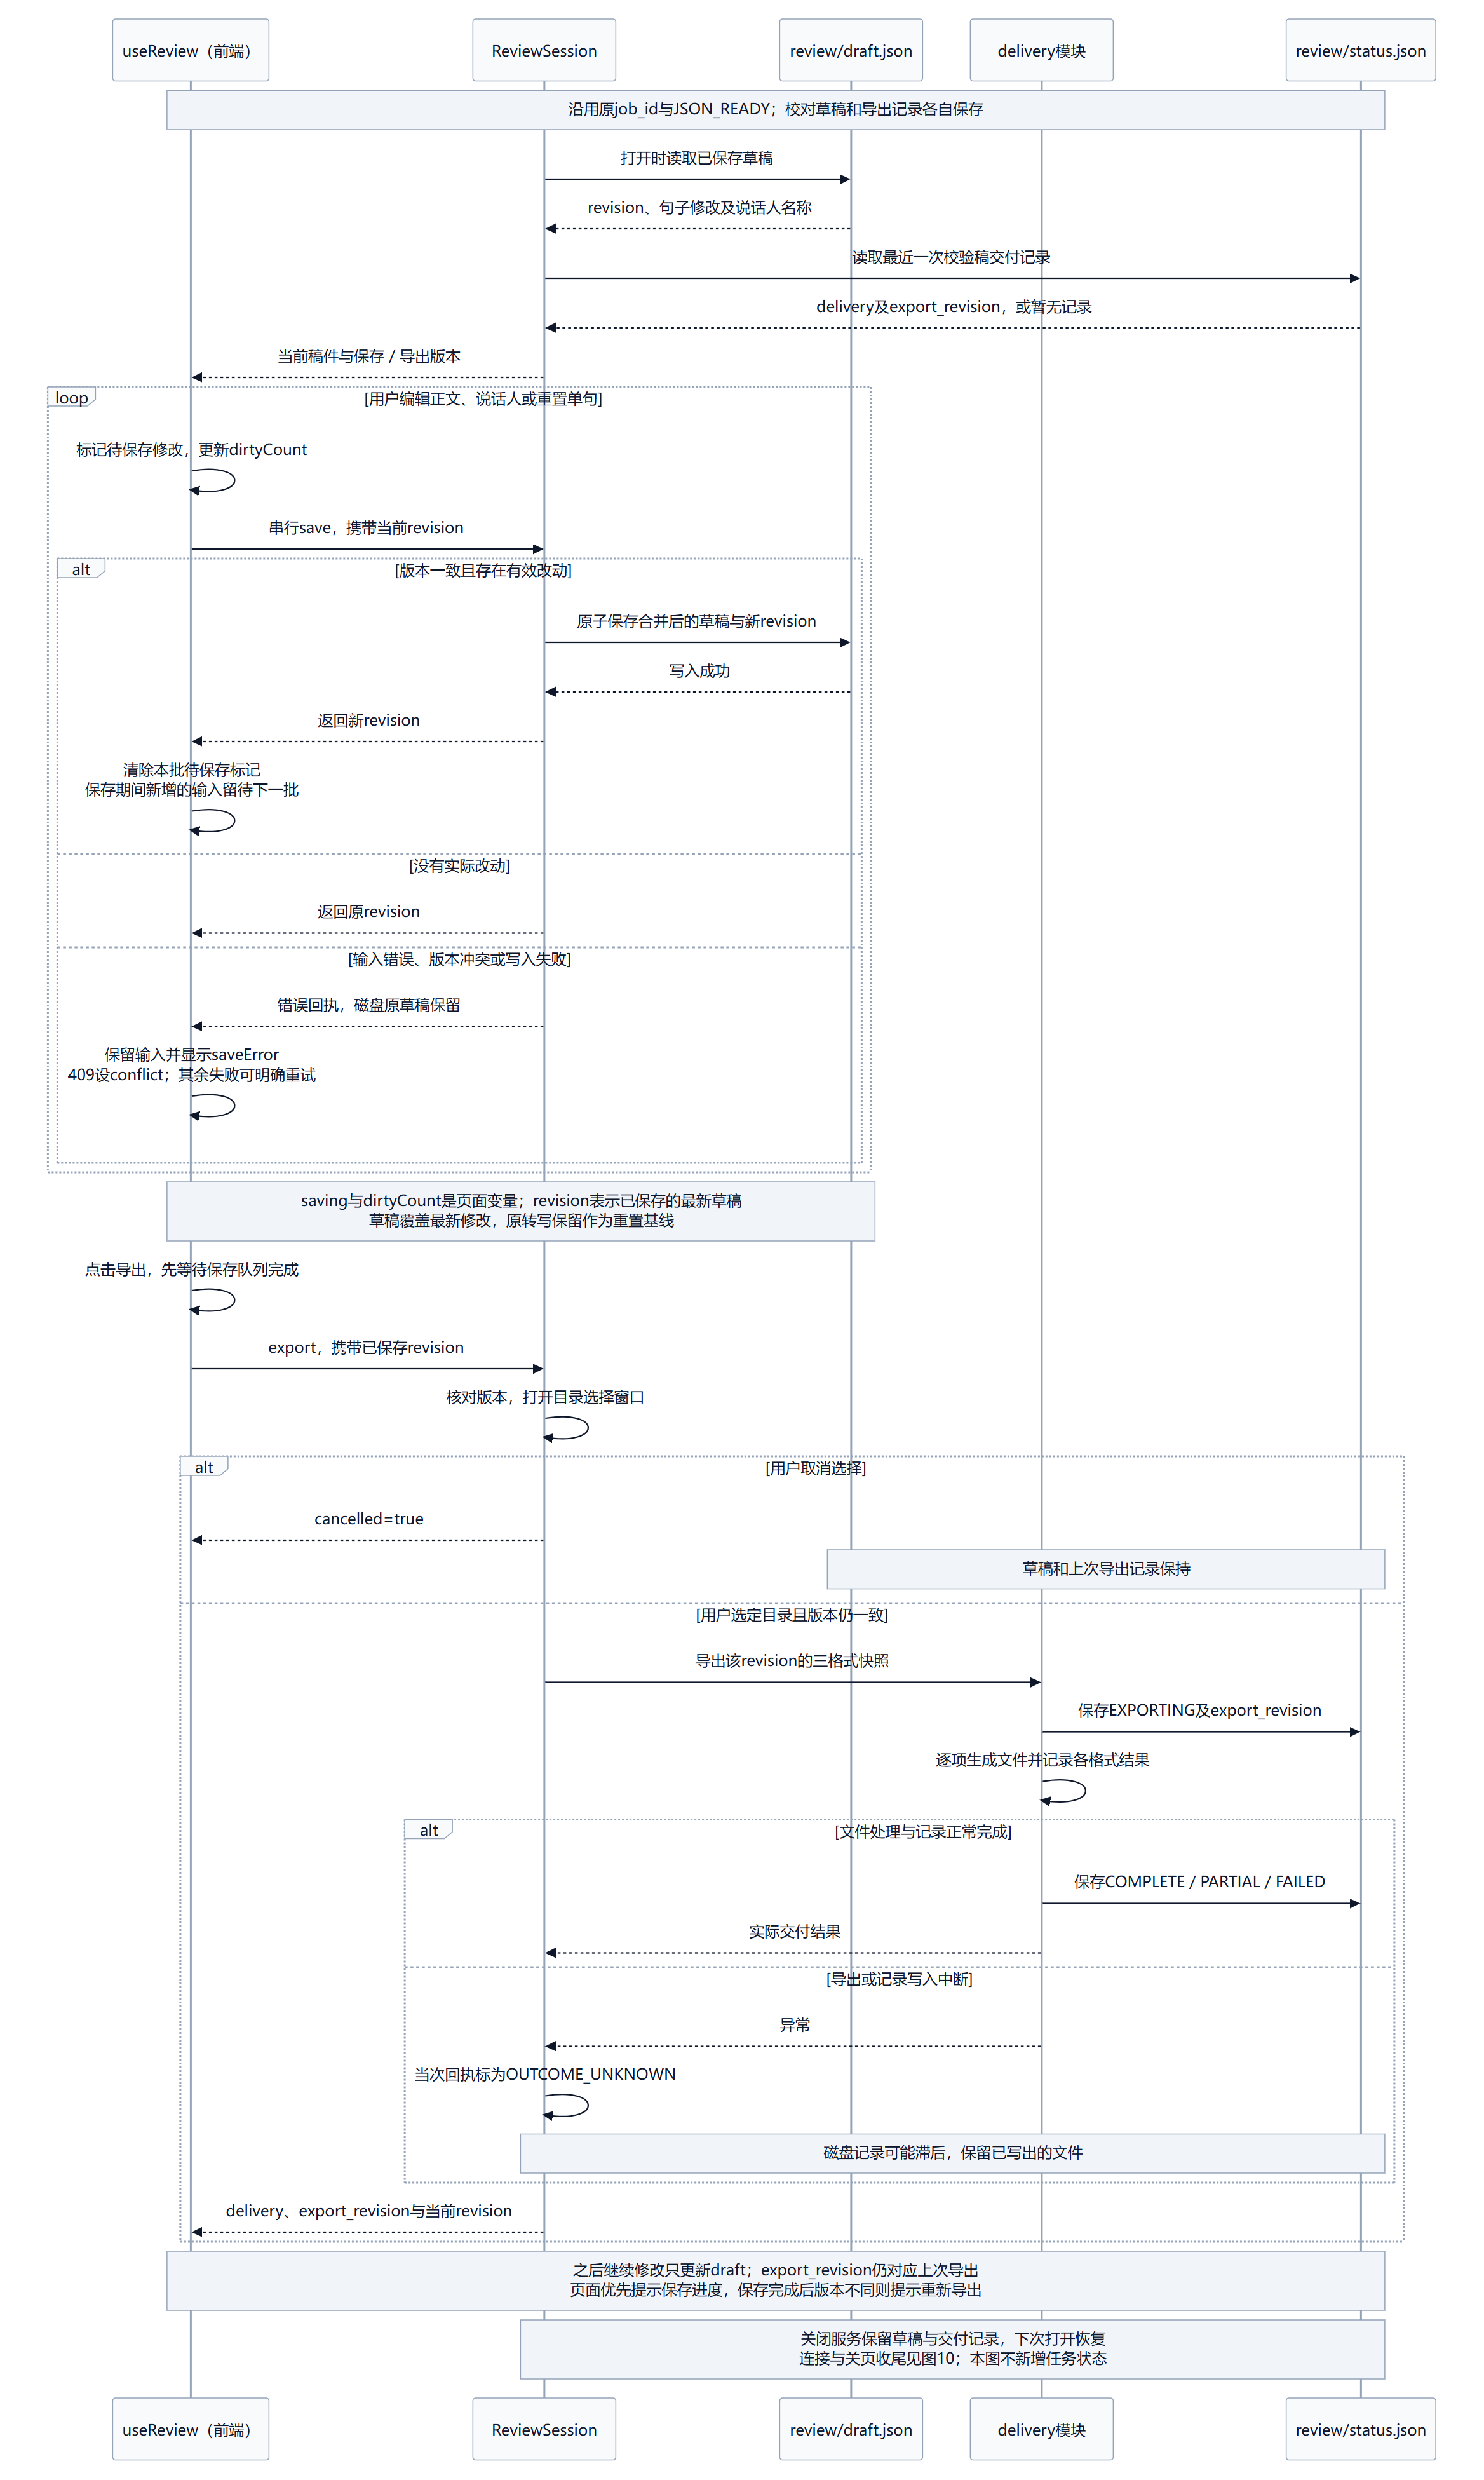 useReview（前端）
ReviewSession
review/draft.json
delivery模块
review/status.json
沿用原job_id与JSON_READY；校对草稿和导出记录各自保存
打开时读取已保存草稿
revision、句子修改及说话人名称
读取最近一次校验稿交付记录
delivery及export_revision，或暂无记录
当前稿件与保存 / 导出版本
loop
[用户编辑正文、说话人或重置单句]
标记待保存修改，更新dirtyCount
串行save，携带当前revision
alt
[版本一致且存在有效改动]
原子保存合并后的草稿与新revision
写入成功
返回新revision
清除本批待保存标记
保存期间新增的输入留待下一批
[没有实际改动]
返回原revision
[输入错误、版本冲突或写入失败]
错误回执，磁盘原草稿保留
保留输入并显示saveError
409设conflict；其余失败可明确重试
saving与dirtyCount是页面变量；revision表示已保存的最新草稿
草稿覆盖最新修改，原转写保留作为重置基线
点击导出，先等待保存队列完成
export，携带已保存revision
核对版本，打开目录选择窗口
alt
[用户取消选择]
cancelled=true
草稿和上次导出记录保持
[用户选定目录且版本仍一致]
导出该revision的三格式快照
保存EXPORTING及export_revision
逐项生成文件并记录各格式结果
alt
[文件处理与记录正常完成]
保存COMPLETE / PARTIAL / FAILED
实际交付结果
[导出或记录写入中断]
异常
当次回执标为OUTCOME_UNKNOWN
磁盘记录可能滞后，保留已写出的文件
delivery、export_revision与当前revision
之后继续修改只更新draft；export_revision仍对应上次导出
页面优先提示保存进度，保存完成后版本不同则提示重新导出
关闭服务保留草稿与交付记录，下次打开恢复
连接与关页收尾见图10；本图不新增任务状态
useReview（前端）
ReviewSession
review/draft.json
delivery模块
review/status.json